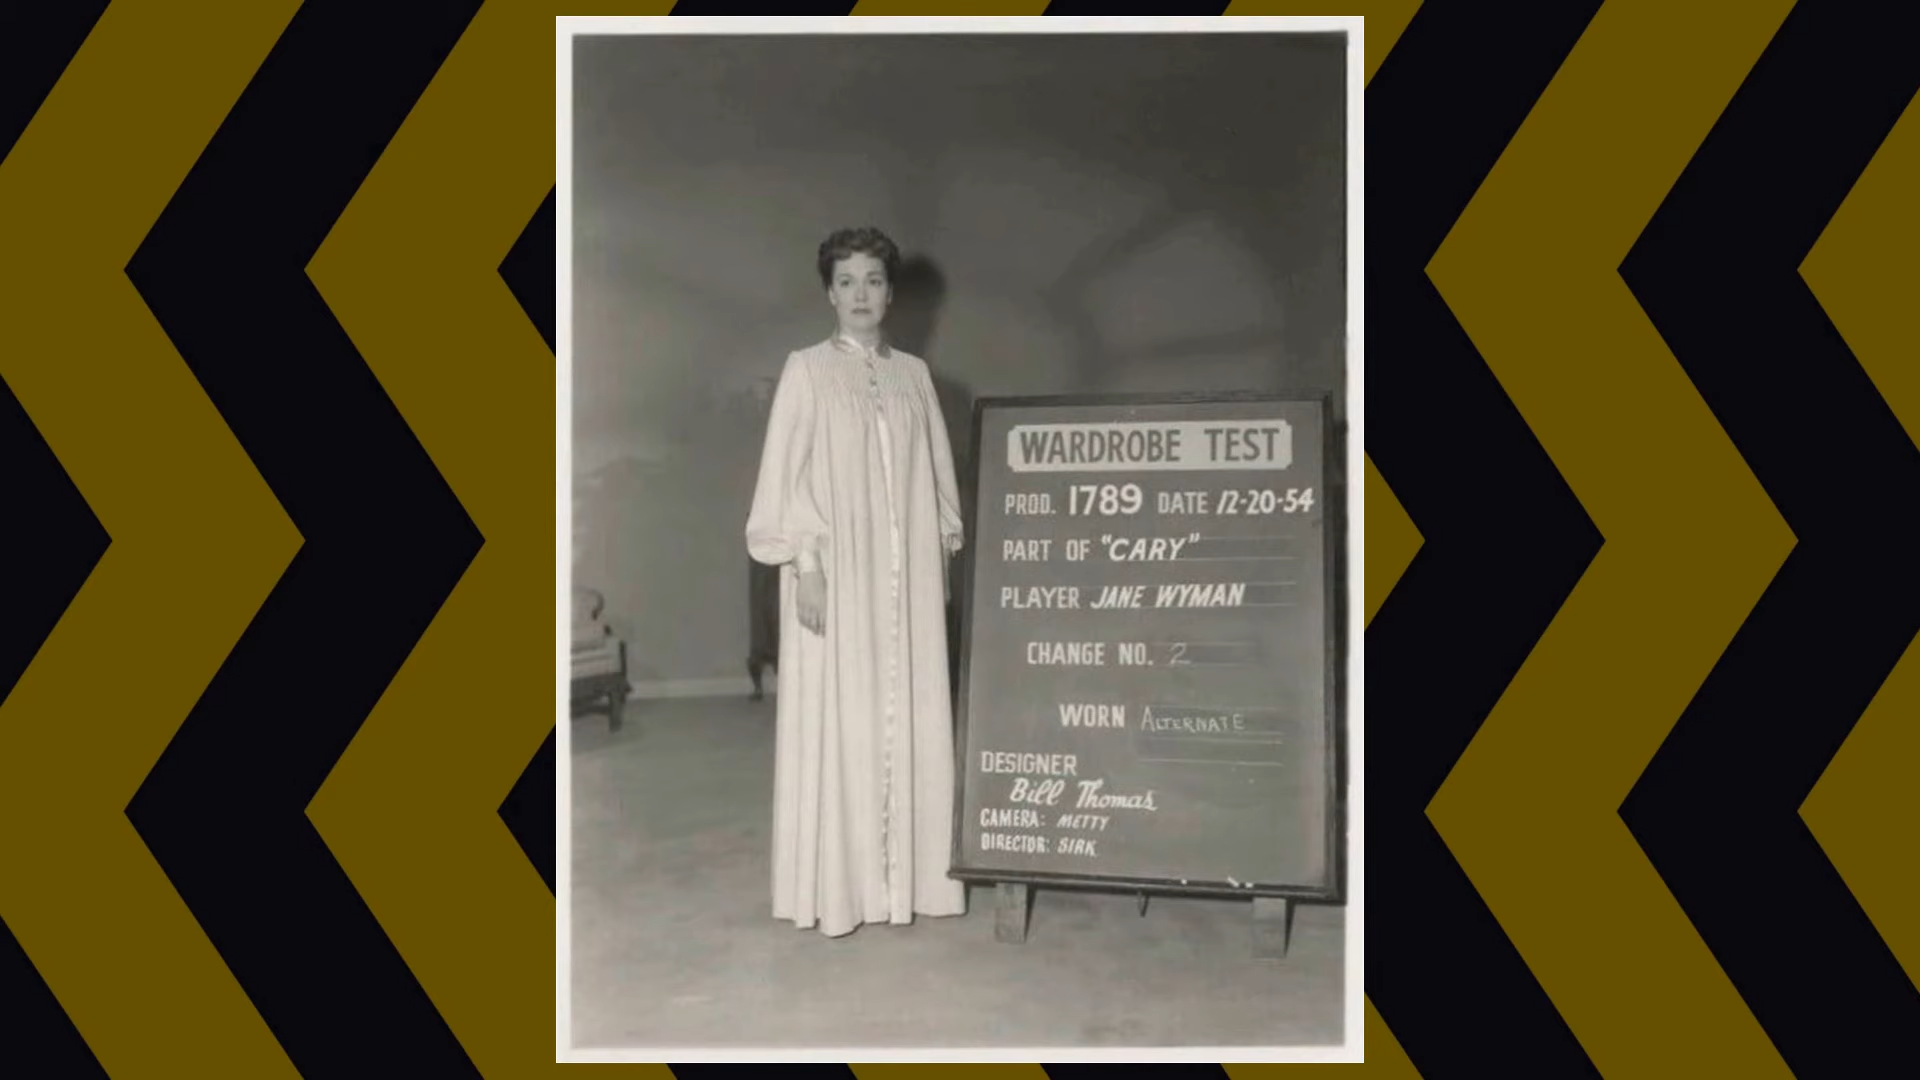 WARDROBE TEST
PROD. 1789 DATE 12-20-54
PART OF "CARY"
PLAYER JANE WYMAN
CHANGE NO. 2
WORN ALTERNATE
DESIGNER
Bill Thomas
CAMERA: METTY
DIRECTOR: SIRK